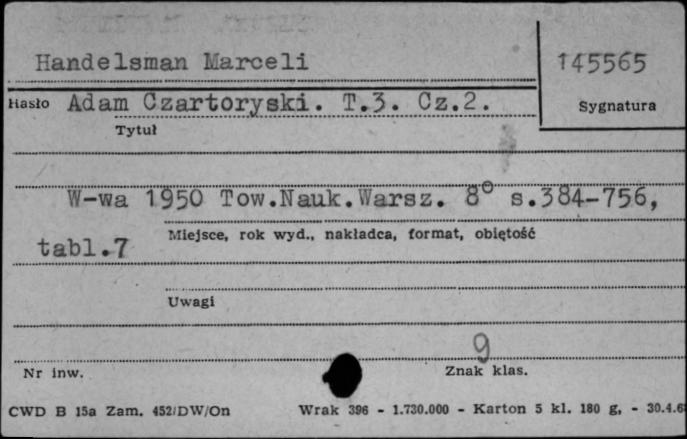 Handelsman Marceli
145565
Hasło Adam Czartoryski. T.3. Cz.2.
Sygnatura
Tytuł
W-wa 1950 Tow.Nauk.Warsz. 8° s.384-756,
Miejsce, rok wyd., nakładca, format, objętość
tabl.7
Uwagi
9
Nr inw.
Znak klas.
CWD B 15a Zam. 452/DW/On Wrak 396 - 1.730.000 - Karton 5 kl. 180 g, - 30.4.6